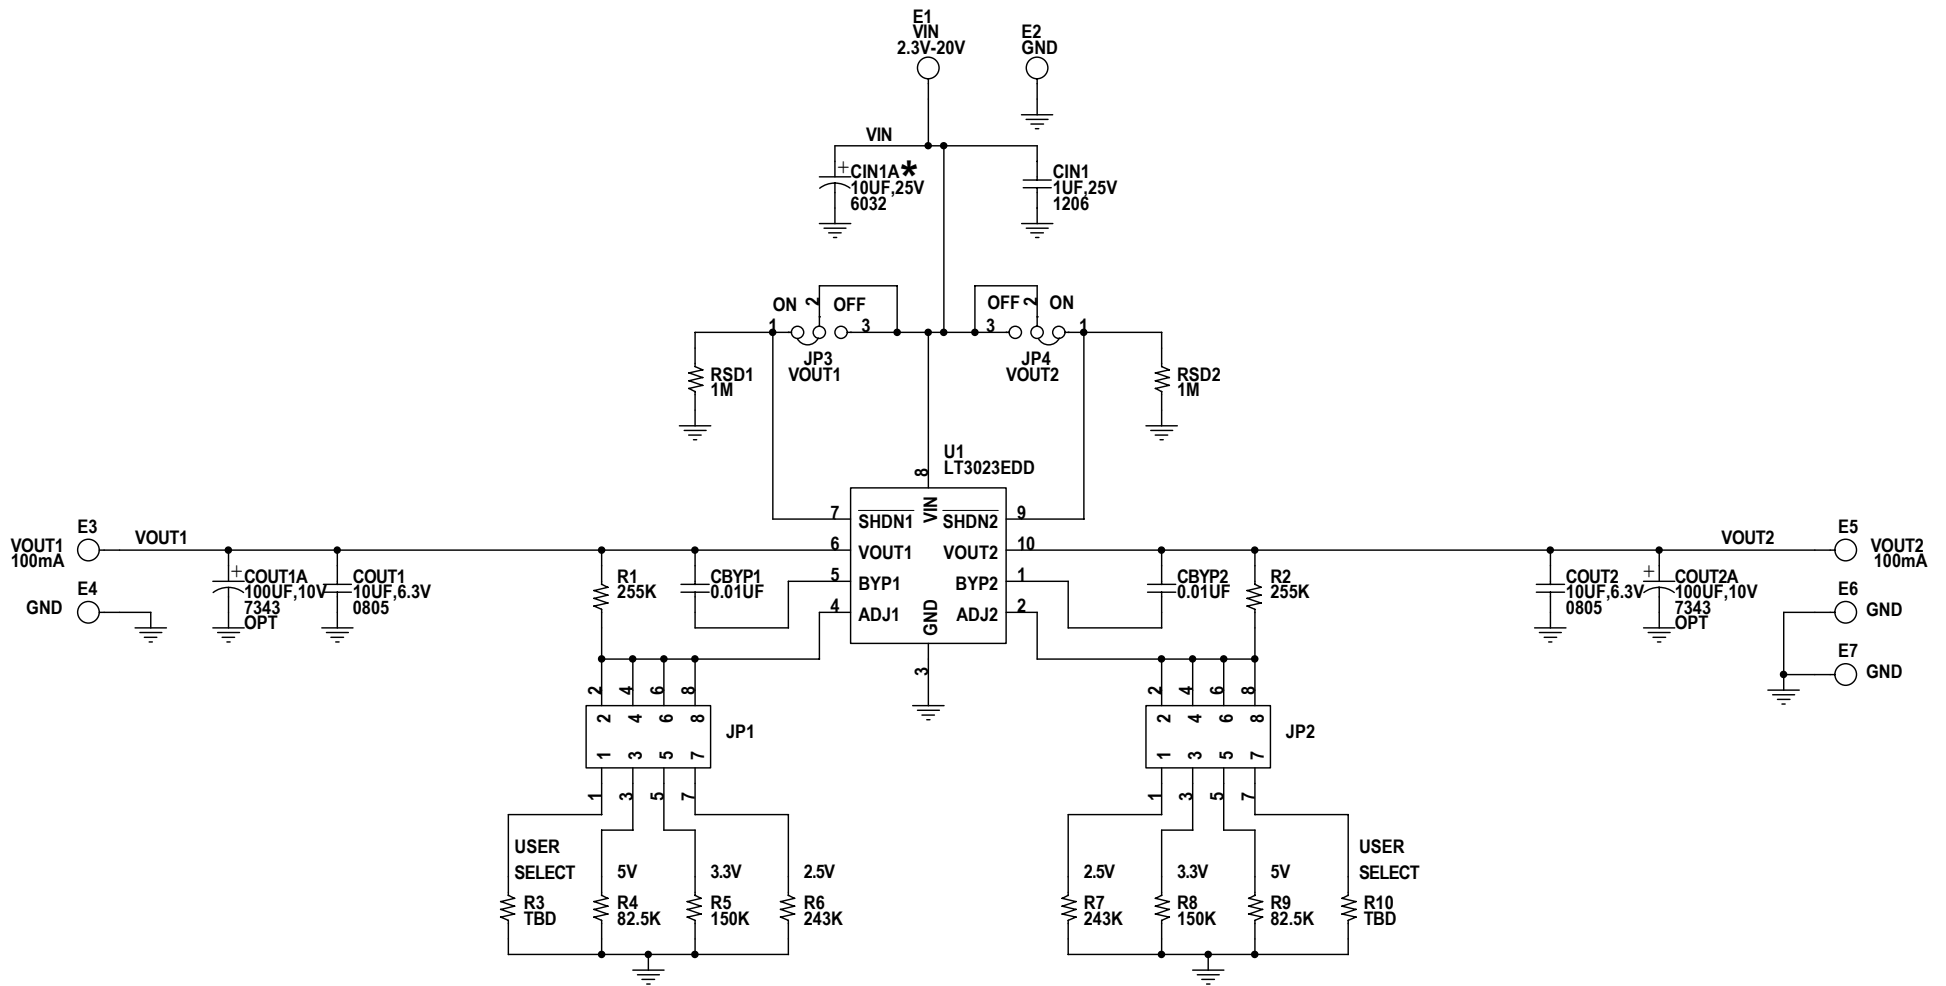 E1
VIN
2.3V-20V
E2
GND
VIN
+
CIN1A*
10UF,25V
6032
CIN1
1UF,25V
1206
ON 2 OFF
1 3
JP3
VOUT1
OFF 2 ON
3 1
JP4
VOUT2
RSD1
1M
RSD2
1M
U1
LT3023EDD
8
VIN
7 SHDN1
SHDN2 9
6 VOUT1
VOUT2 10
5 BYP1
BYP2 1
4 ADJ1
ADJ2 2
GND
3
E3
VOUT1
100mA
VOUT1
E4
GND
+
COUT1A
100UF,10V
7343
OPT
COUT1
10UF,6.3V
0805
R1
255K
CBYP1
0.01UF
CBYP2
0.01UF
R2
255K
COUT2
10UF,6.3V
0805
+
COUT2A
100UF,10V
7343
OPT
VOUT2
E5
VOUT2
100mA
E6
GND
E7
GND
2 4 6 8
2 4 6 8
1 3 5 7
JP1
1 3 5 7
2 4 6 8
2 4 6 8
1 3 5 7
JP2
1 3 5 7
USER
SELECT
R3
TBD
5V
R4
82.5K
3.3V
R5
150K
2.5V
R6
243K
2.5V
R7
243K
3.3V
R8
150K
5V
R9
82.5K
USER
SELECT
R10
TBD